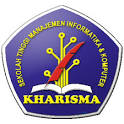 SEKOLAH TINGGI MANAJEMEN INFORMATIKA & KOMPUTER
KHARISMA